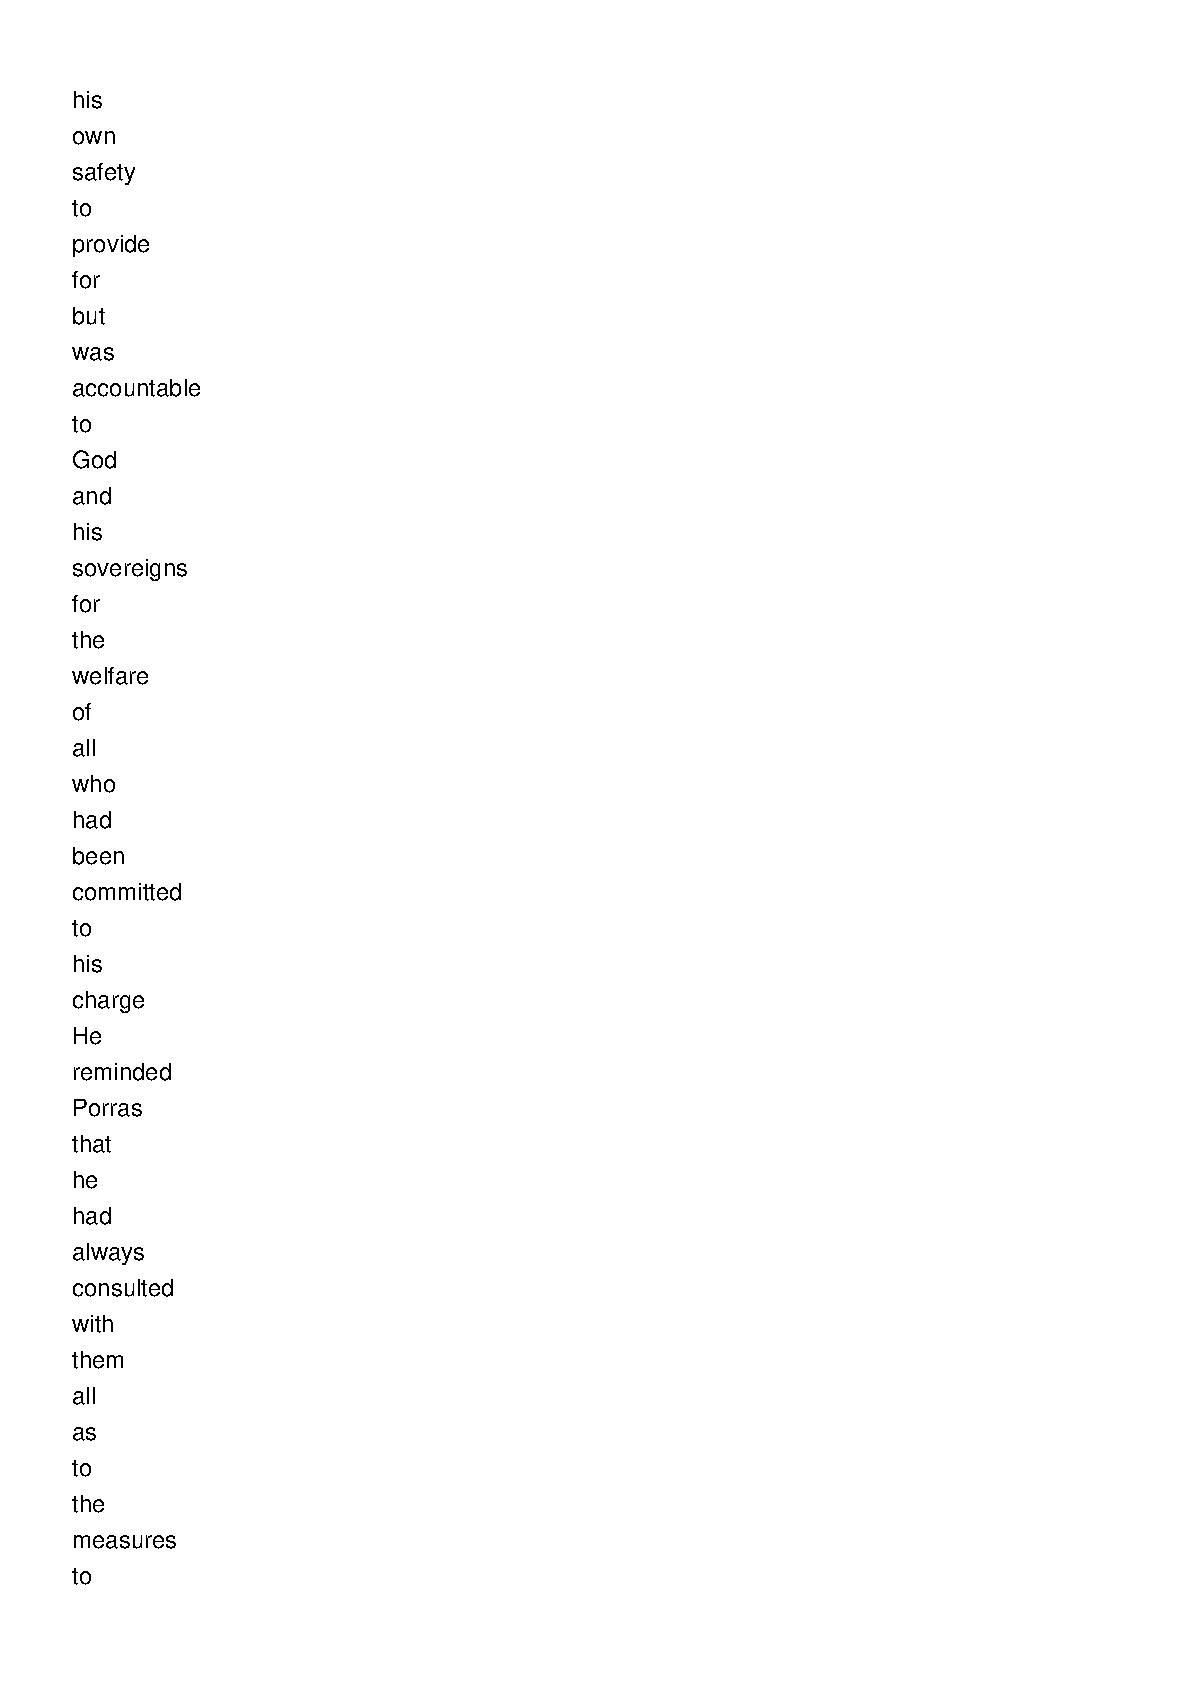 his
own
safety
to
provide
for
but
was
accountable
to
God
and
his
sovereigns
for
the
welfare
of
all
who
had
been
committed
to
his
charge
He
reminded
Porras
that
he
had
always
consulted
with
them
all
as
to
the
measures
to